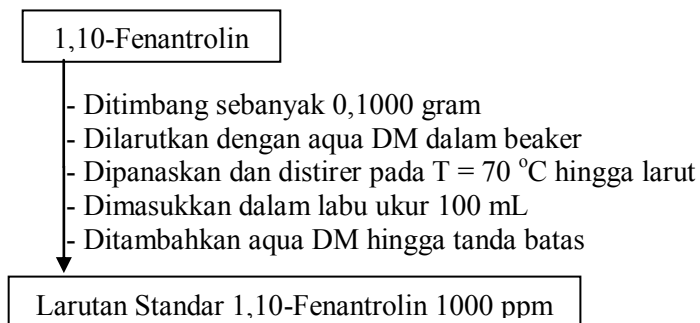 1,10-Fenantrolin
- Ditimbang sebanyak 0,1000 gram
- Dilarutkan dengan aqua DM dalam beaker
- Dipanaskan dan distirer pada T = 70 °C hingga larut
- Dimasukkan dalam labu ukur 100 mL
- Ditambahkan aqua DM hingga tanda batas
Larutan Standar 1,10-Fenantrolin 1000 ppm